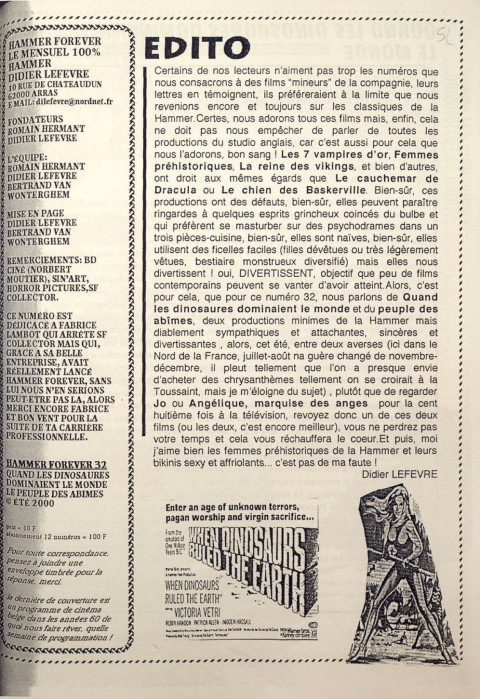 HAMMER FOREVER
LE MENSUEL 100%
HAMMER
DIDIER LEFEVRE
10 RUE DE CHATEAUDUN
62000 ARRAS
E MAIL: dilefevre@nordnet.fr
FONDATEURS
ROMAIN HERMANT
DIDIER LEFEVRE
L'ÉQUIPE:
ROMAIN HERMANT
DIDIER LEFEVRE
BERTRAND VAN
WONTERGHEM
MISE EN PAGE
DIDIER LEFEVRE
BERTRAND VAN
WONTERGHEM
REMERCIEMENTS: BD
CINÉ (NORBERT
MOUTIER), SIN'ART,
HORROR PICTURES, SF
COLLECTOR.
CE NUMÉRO EST
DÉDICACÉ A FABRICE
LAMBOT QUI ARRÊTE SF
COLLECTOR MAIS QUI,
GRACE A SA BELLE
ENTREPRISE, AVAIT
RÉELLEMENT LANCÉ
HAMMER FOREVER, SANS
LUI NOUS N'EN SERIONS
PEUT-ETRE PAS LA, ALORS
MERCI ENCORE FABRICE
ET BON VENT POUR LA
SUITE DE TA CARRIÈRE
PROFESSIONNELLE.
HAMMER FOREVER 32
QUAND LES DINOSAURES
DOMINAIENT LE MONDE
LE PEUPLE DES ABIMES
© ÉTÉ 2000
prix = 10 F
abonnement 12 numéros = 100 F
Pour toute correspondance,
pensez à joindre une
enveloppe timbrée pour la
réponse, merci.
la dernière de couverture est
un programme de cinéma
belge dans les années 60 de
quoi nous faire rêver, quelle
semaine de programmation !
EDITO
Certains de nos lecteurs n'aiment pas trop les numéros que
nous consacrons à des films "mineurs" de la compagnie, leurs
lettres en témoignent, ils préféreraient à la limite que nous
revenions encore et toujours sur les classiques de la
Hammer.Certes, nous adorons tous ces films mais, enfin, cela
ne doit pas nous empêcher de parler de toutes les
productions du studio anglais, car c'est aussi pour cela que
nous l'adorons, bon sang ! Les 7 vampires d'or, Femmes
préhistoriques, La reine des vikings, et bien d'autres,
ont droit aux mêmes égards que Le cauchemar de
Dracula ou Le chien des Baskerville. Bien-sûr, ces
productions ont des défauts, bien-sûr, elles peuvent paraître
ringardes à quelques esprits grincheux coincés du bulbe et
qui préfèrent se masturber sur des psychodrames dans un
trois pièces-cuisine, bien-sûr, elles sont naïves, bien-sûr, elles
utilisent des ficelles faciles (filles dévêtues ou très légèrement
vêtues, bestiaire monstrueux diversifié) mais elles nous
divertissent ! oui, DIVERTISSENT, objectif que peu de films
contemporains peuvent se vanter d'avoir atteint.Alors, c'est
pour cela, que pour ce numéro 32, nous parlons de Quand
les dinosaures dominaient le monde et du peuple des
abîmes, deux productions minimes de la Hammer mais
diablement sympathiques et attachantes, sincères et
divertissantes , alors, cet été, entre deux averses (ici dans le
Nord de la France, juillet-août na guère changé de novembre-
décembre, il pleut tellement que l'on a presque envie
d'acheter des chrysanthèmes tellement on se croirait à la
Toussaint, mais je m'éloigne du sujet) , plutôt que de regarder
Jo ou Angélique, marquise des anges pour la cent
huitième fois à la télévision, revoyez donc un de ces deux
films (ou les deux, c'est encore meilleur), vous ne perdrez pas
votre temps et cela vous réchauffera le coeur.Et puis, moi
j'aime bien les femmes préhistoriques de la Hammer et leurs
bikinis sexy et affriolants... c'est pas de ma faute !
Didier LEFEVRE
Enter an age of unknown terrors,
pagan worship and virgin sacrifice...
From the
creators of
One Million
Years B.C.
WHEN DINOSAURS
RULED THE EARTH
WHEN DINOSAURS
RULED THE EARTH
VICTORIA VETRI
ROBIN HAWDON PATRICK ALLEN IMOGEN HASSALL